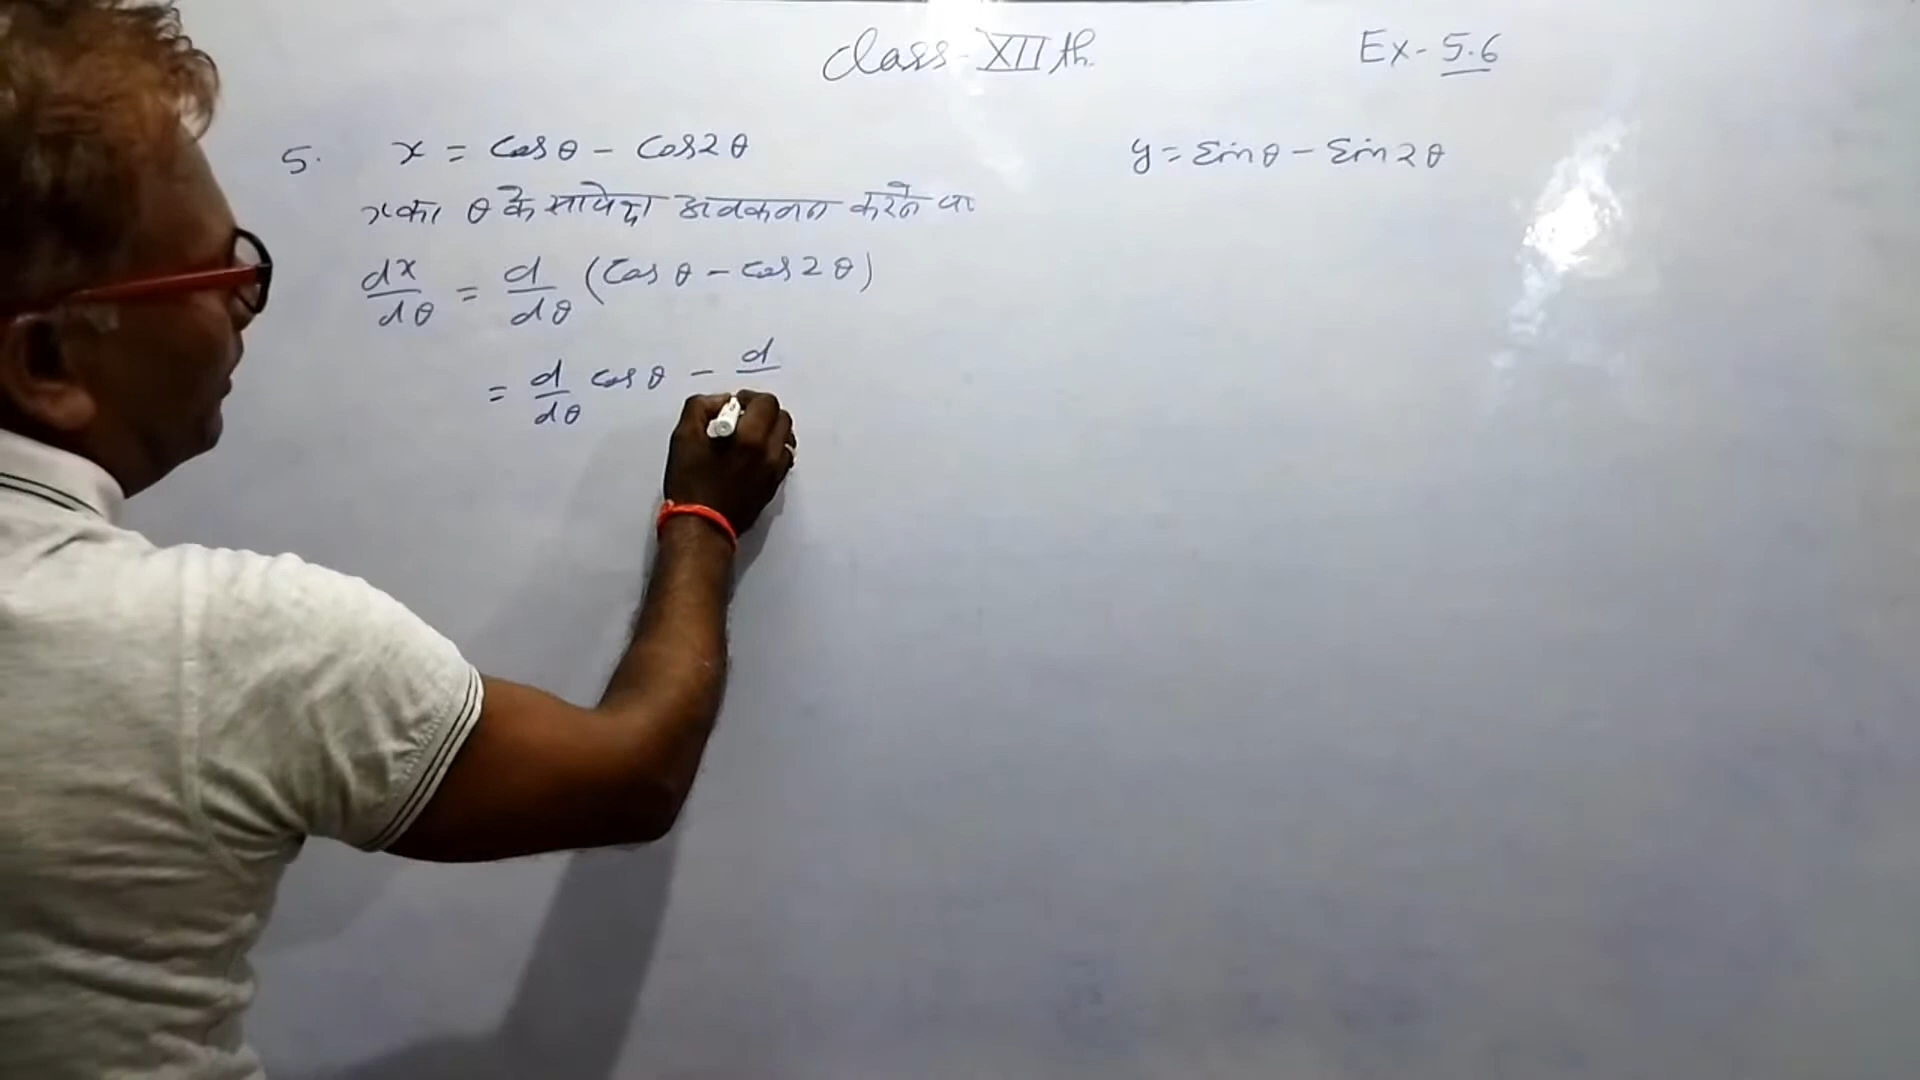 Class-XIIth. Ex-5.6
5. x = cosθ - cos2θ y = Sinθ - Sin2θ
x का θ के सापेक्ष अवकलन करने पर
dx/dθ = d/dθ (cosθ - cos2θ)
= d/dθ cosθ - d